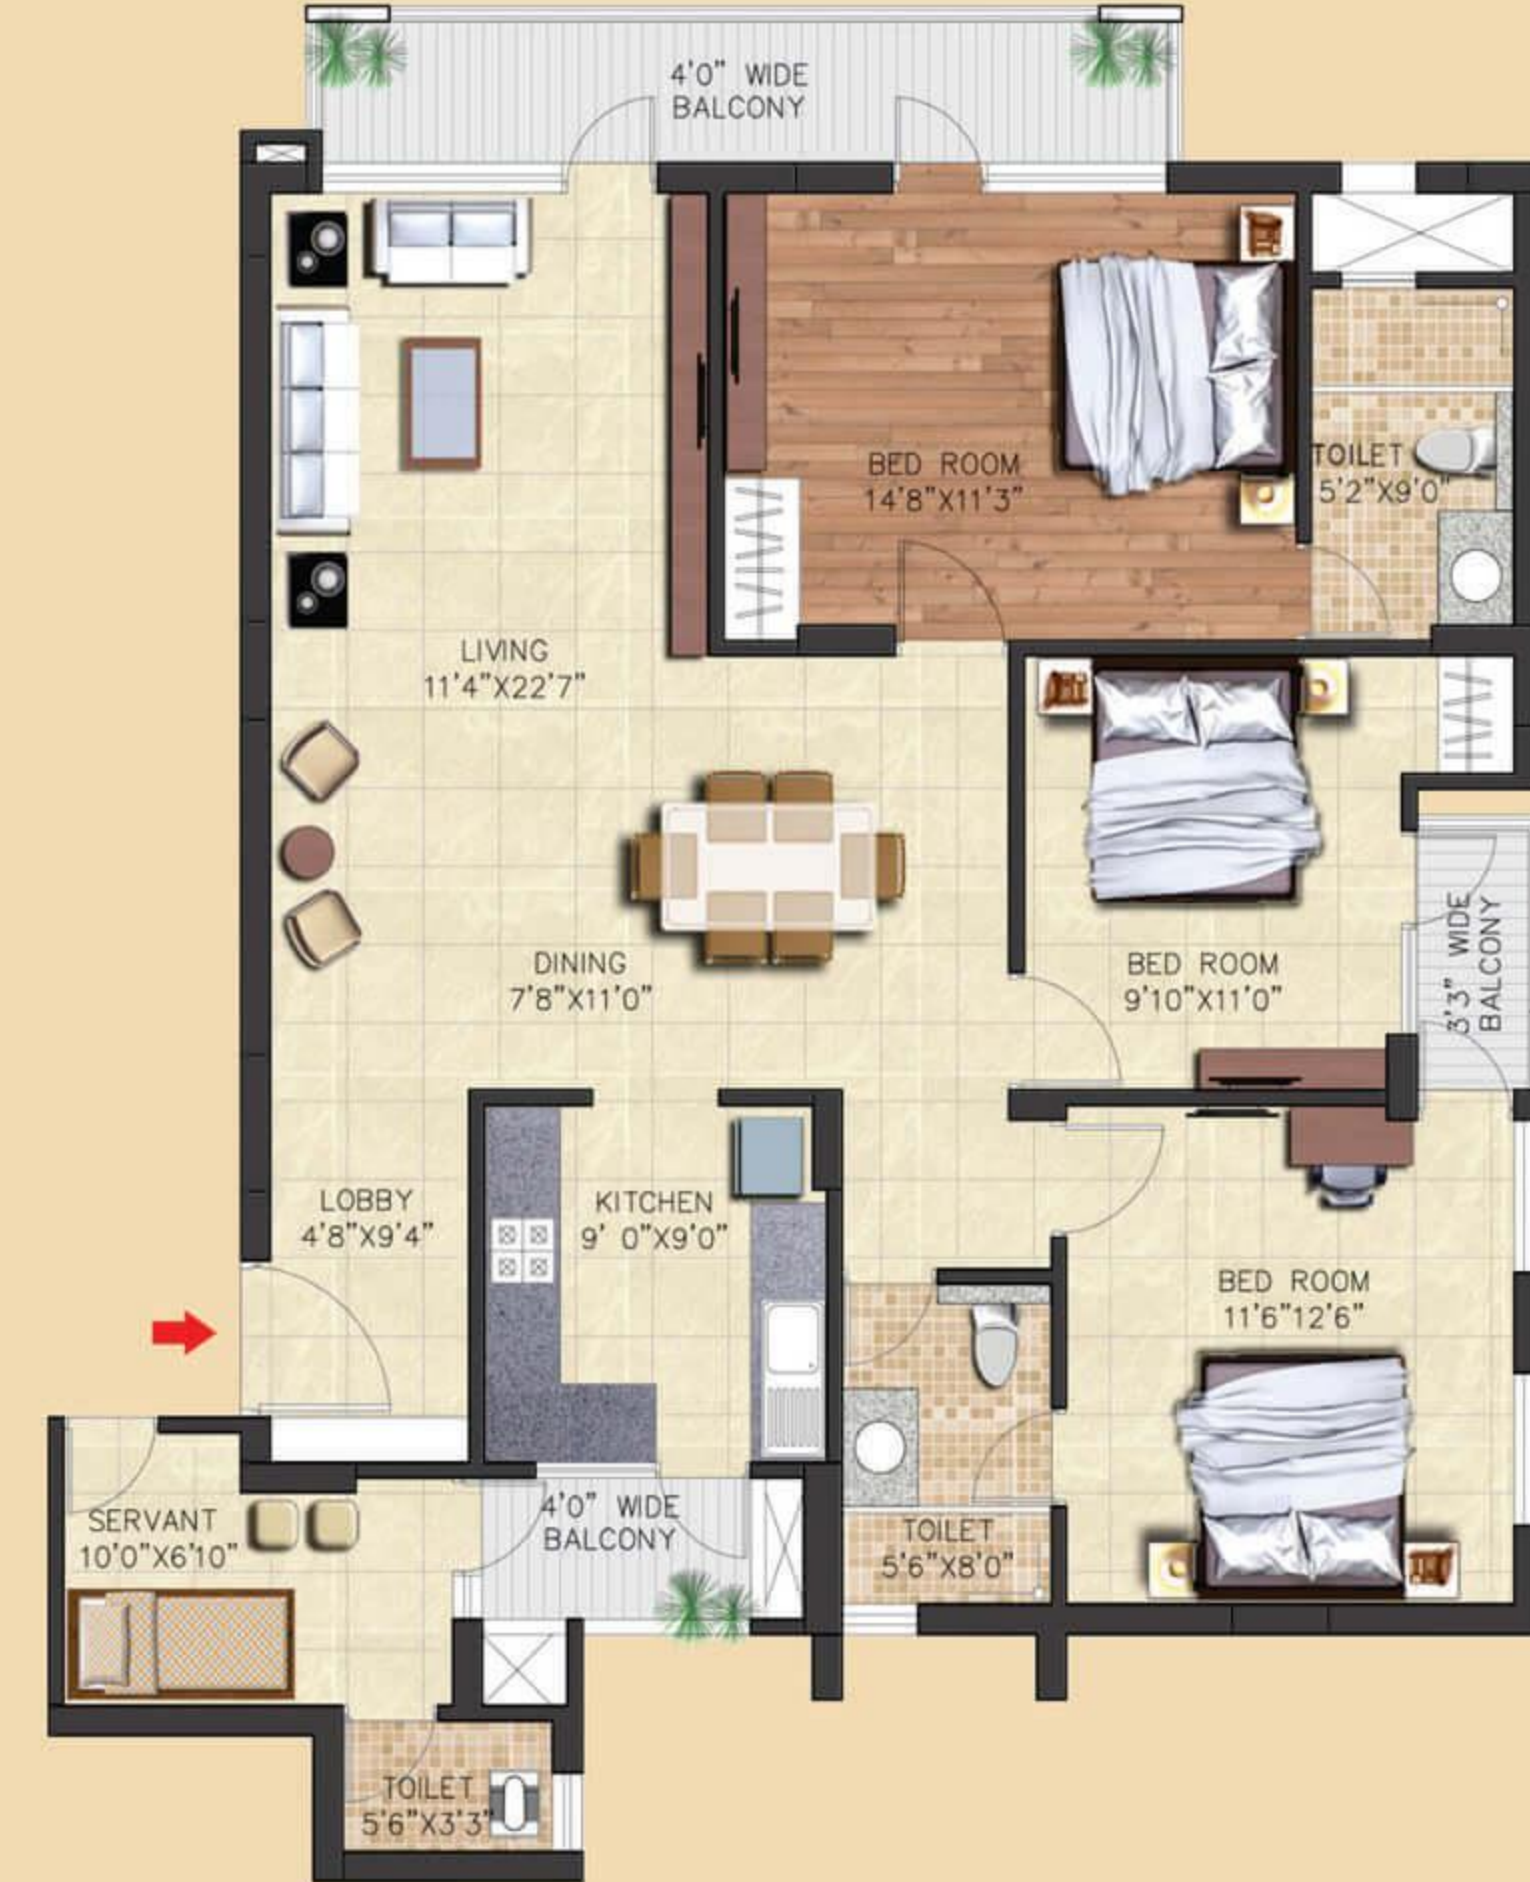 4'0" WIDE
BALCONY
BED ROOM
14'8"X11'3"
TOILET
5'2"X9'0"
LIVING
11'4"X22'7"
DINING
7'8"X11'0"
BED ROOM
9'10"X11'0"
3'3" WIDE
BALCONY
LOBBY
4'8"X9'4"
KITCHEN
9' 0"X9'0"
BED ROOM
11'6"12'6"
SERVANT
10'0"X6'10"
4'0" WIDE
BALCONY
TOILET
5'6"X8'0"
TOILET
5'6"X3'3"